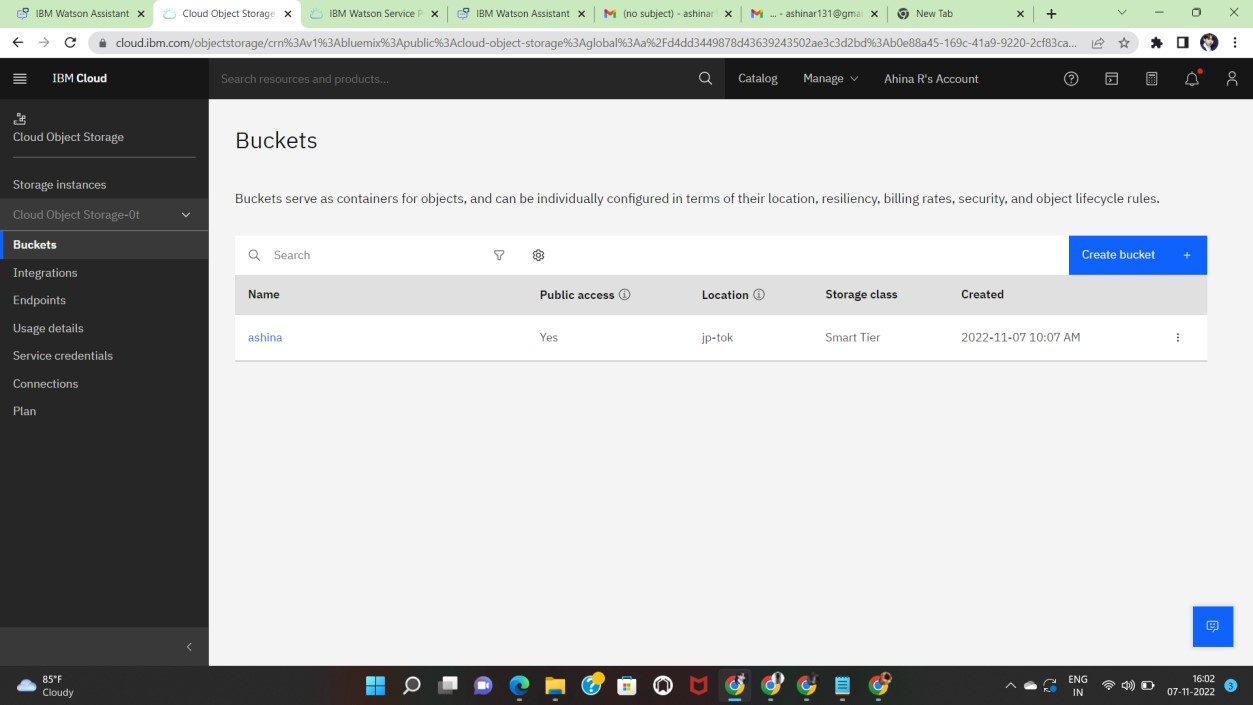 IBM Watson Assistant
Cloud Object Storage
IBM Watson Service P
IBM Watson Assistant
(no subject) - ashinar1
... - ashinar131@gma
New Tab
cloud.ibm.com/objectstorage/crn%3Av1%3Abluemix%3Apublic%3Acloud-object-storage%3Aglobal%3Aa%2Fd4dd3449878d43639243502ae3c3d2bd%3Ab0e88a45-169c-41a9-9220-2cf83ca...
IBM Cloud
Search resources and products...
Catalog
Manage
Ahina R's Account
Cloud Object Storage
Storage instances
Cloud Object Storage-0t
Buckets
Integrations
Endpoints
Usage details
Service credentials
Connections
Plan
Buckets
Buckets serve as containers for objects, and can be individually configured in terms of their location, resiliency, billing rates, security, and object lifecycle rules.
Search
Create bucket +
Name Public access Location Storage class Created
ashina Yes jp-tok Smart Tier 2022-11-07 10:07 AM
85°F
Cloudy
ENG
IN
16:02
07-11-2022
3